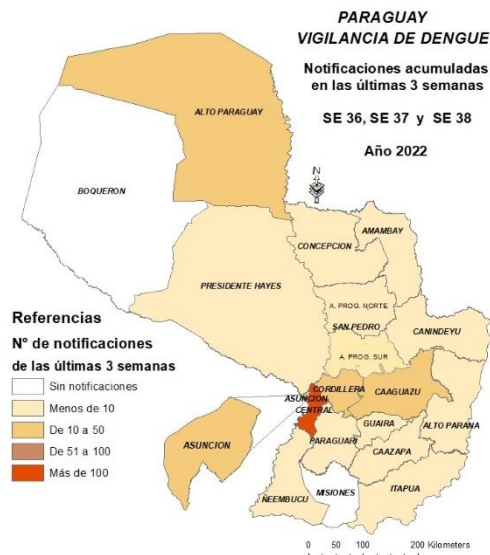 PARAGUAY
VIGILANCIA DE DENGUE
Notificaciones acumuladas
en las últimas 3 semanas
SE 36, SE 37 y SE 38
Año 2022
N
ALTO PARAGUAY
BOQUERON
CONCEPCION
AMAMBAY
PRESIDENTE HAYES
A. PROG. NORTE
SAN PEDRO
CANINDEYU
A. PROG. SUR
CORDILLERA
CAAGUAZU
ASUNCION
CENTRAL
GUAIRA
ALTO PARANA
PARAGUARI
CAAZAPA
ÑEEMBUCU
MISIONES
ITAPUA
ASUNCION
Referencias
Nº de notificaciones
de las últimas 3 semanas
Sin notificaciones
Menos de 10
De 10 a 50
De 51 a 100
Más de 100
0 50 100 200 Kilometers